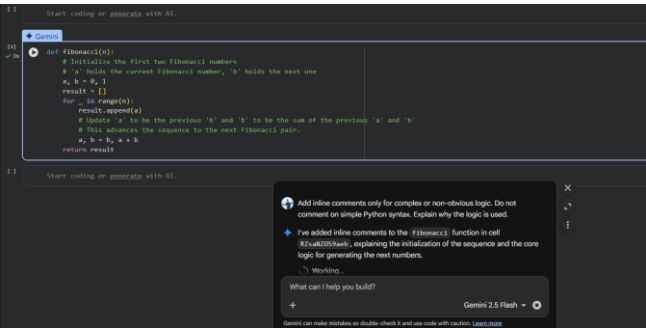 [ ]
Start coding or generate with AI.
Gemini
[3]
0s
def fibonacci(n):
# Initialize the first two Fibonacci numbers
# 'a' holds the current Fibonacci number, 'b' holds the next one
a, b = 0, 1
result = []
for _ in range(n):
result.append(a)
# Update 'a' to be the previous 'b' and 'b' to be the sum of the previous 'a' and 'b'
# This advances the sequence to the next Fibonacci pair.
a, b = b, a + b
return result
[ ]
Start coding or generate with AI.
Add inline comments only for complex or non-obvious logic. Do not
comment on simple Python syntax. Explain why the logic is used.
I've added inline comments to the fibonacci function in cell
RZsaNZOS9aeh, explaining the initialization of the sequence and the core
logic for generating the next numbers.
Working...
What can I help you build?
Gemini 2.5 Flash
Gemini can make mistakes so double-check it and use code with caution. Learn more